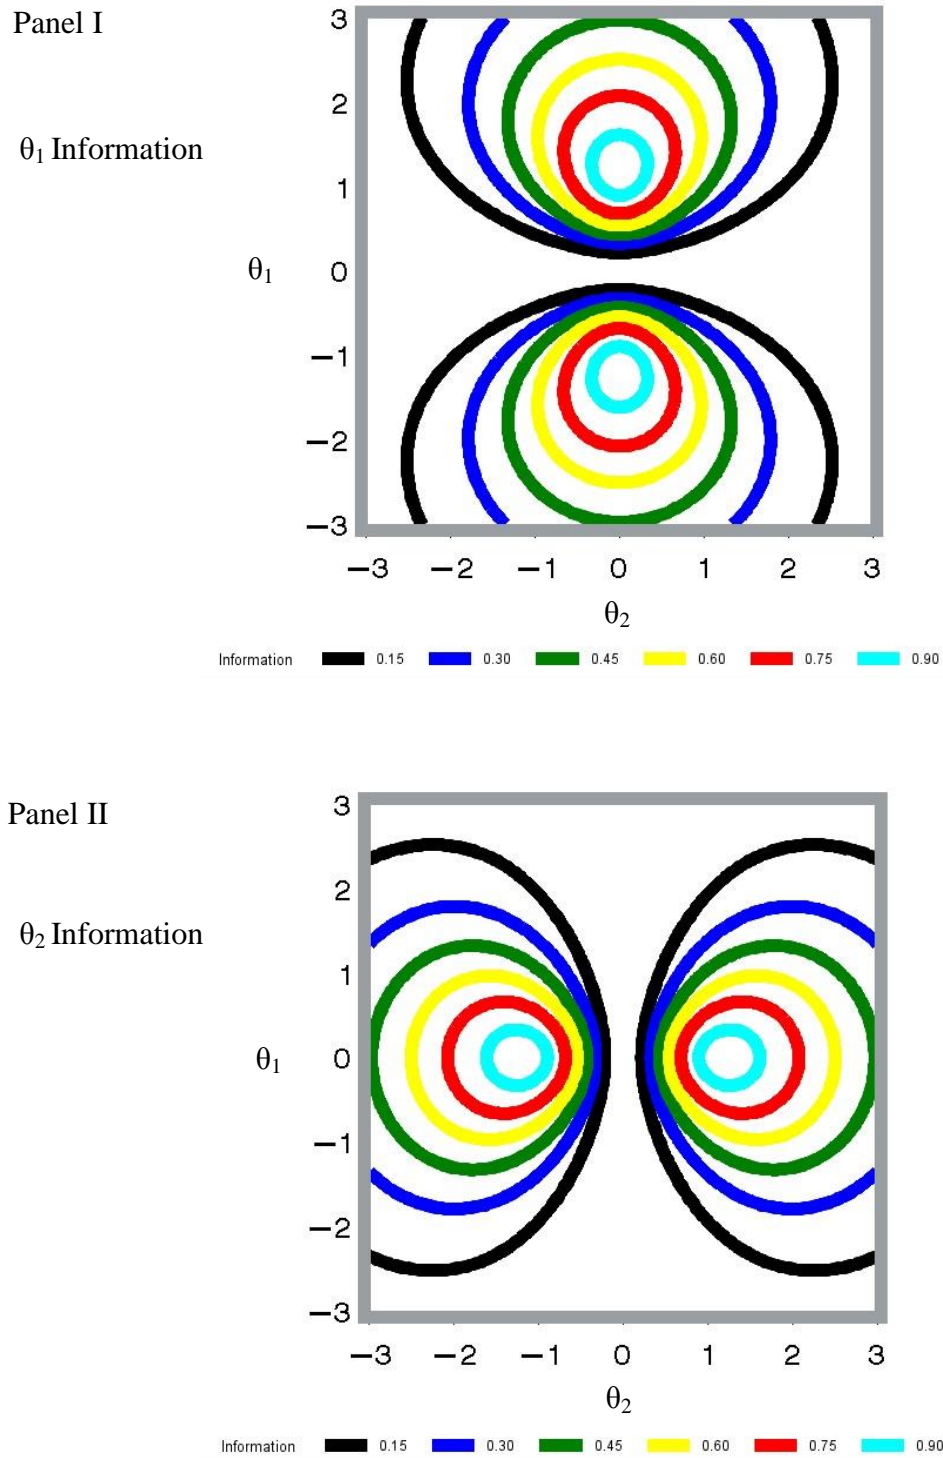 Panel I
θ₁ Information
θ₁
3
2
1
0
−1
−2
−3
−3 −2 −1 0 1 2 3
θ₂
Information 0.15 0.30 0.45 0.60 0.75 0.90
Panel II
θ₂ Information
θ₁
3
2
1
0
−1
−2
−3
−3 −2 −1 0 1 2 3
θ₂
Information 0.15 0.30 0.45 0.60 0.75 0.90